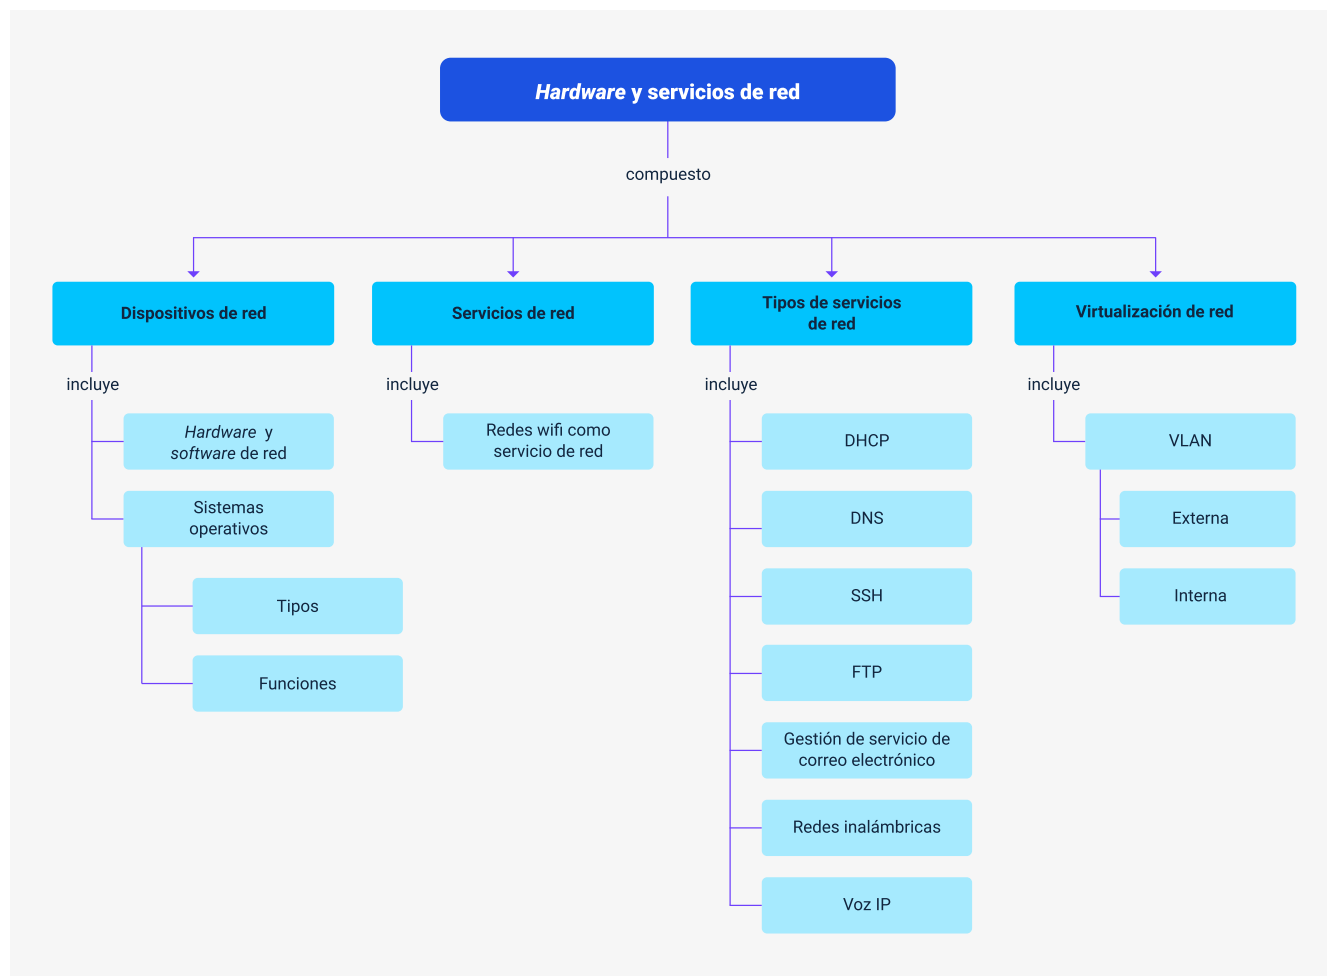 Hardware y servicios de red
compuesto
Dispositivos de red
incluye
Hardware y
software de red
Sistemas
operativos
Tipos
Funciones
Servicios de red
incluye
Redes wifi como
servicio de red
Tipos de servicios
de red
incluye
DHCP
DNS
SSH
FTP
Gestión de servicio de
correo electrónico
Redes inalámbricas
Voz IP
Virtualización de red
incluye
VLAN
Externa
Interna